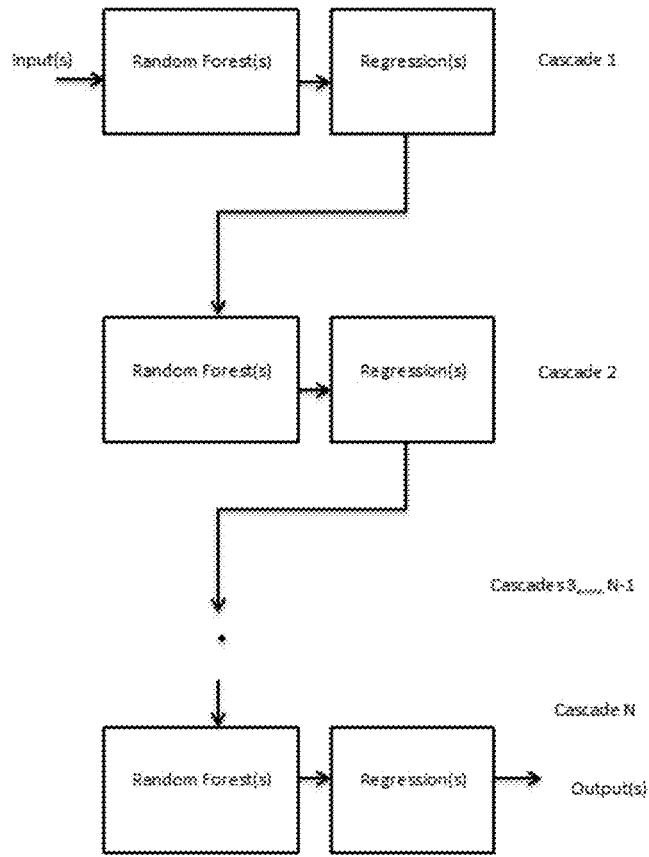 Input(s)
Random Forest(s)
Regression(s)
Cascade 1
Random Forest(s)
Regression(s)
Cascade 2
Cascades 3,...., N-1
Cascade N
Random Forest(s)
Regression(s)
Output(s)